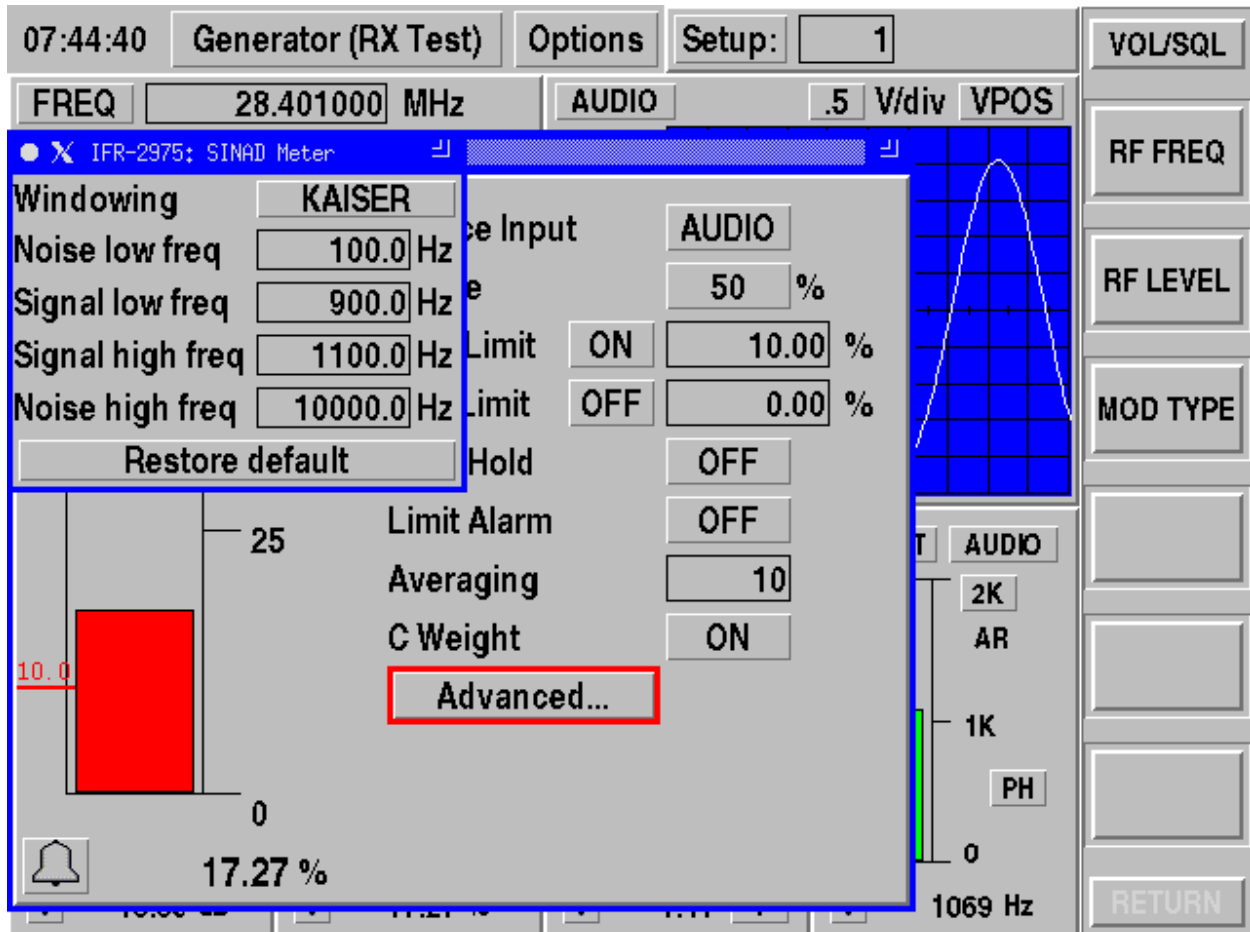 07:44:40 Generator (RX Test) Options Setup: 1 VOL/SQL
FREQ 28.401000 MHz AUDIO .5 V/div VPOS
IFR-2975: SINAD Meter
Windowing KAISER
Noise low freq 100.0 Hz
Signal low freq 900.0 Hz
Signal high freq 1100.0 Hz
Noise high freq 10000.0 Hz
Restore default
Input AUDIO
50 %
Limit ON 10.00 %
Limit OFF 0.00 %
Hold OFF
Limit Alarm OFF
Averaging 10
C Weight ON
Advanced...
25
10.0
0
17.27 %
RF FREQ
RF LEVEL
MOD TYPE
AUDIO
2K
AR
1K
PH
0
1069 Hz
RETURN